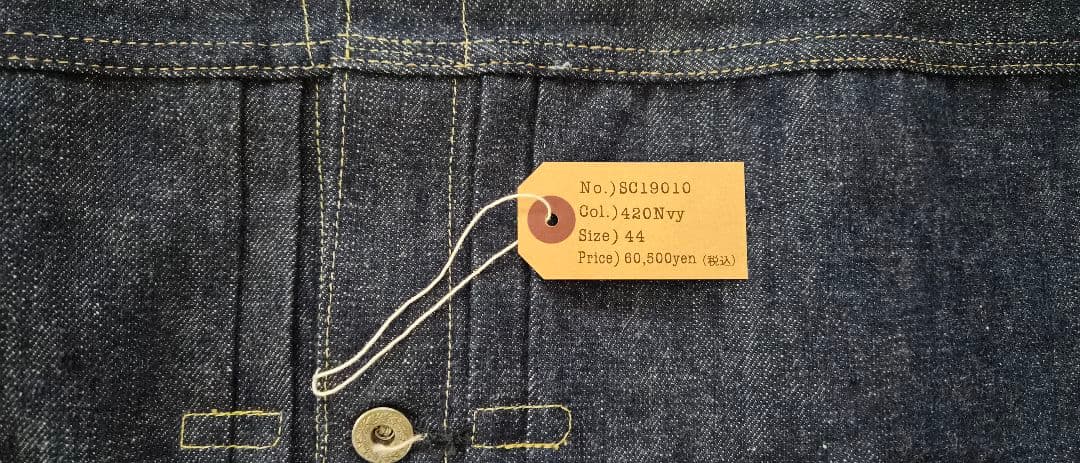 No.)SC19010
Col.)420Nvy
Size) 44
Price) 60,500yen (税込)